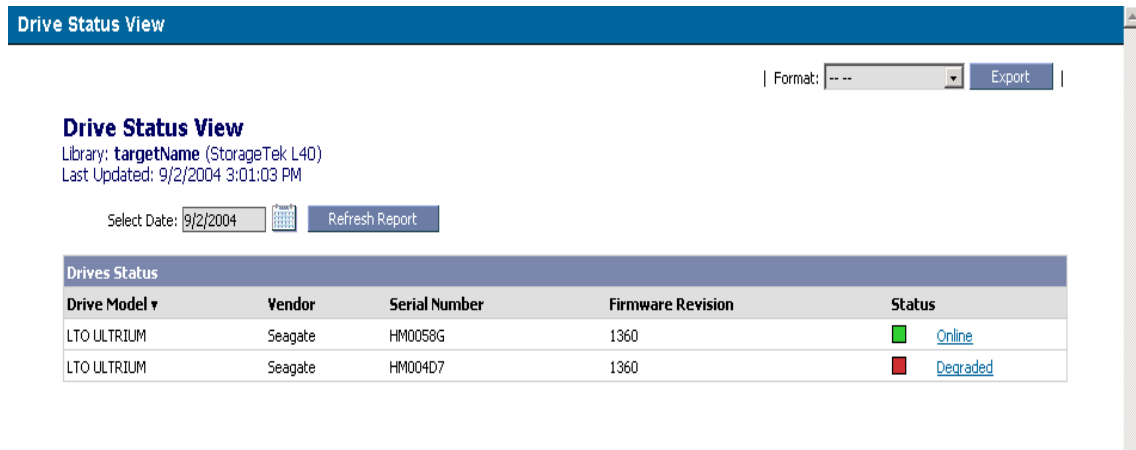 Drive Status View
| Format: -- -- Export |
Drive Status View
Library: targetName (StorageTek L40)
Last Updated: 9/2/2004 3:01:03 PM
Select Date: 9/2/2004 Refresh Report
Drives Status
Drive Model ▾ Vendor Serial Number Firmware Revision Status
LTO ULTRIUM Seagate HM0058G 1360 Online
LTO ULTRIUM Seagate HM004D7 1360 Degraded